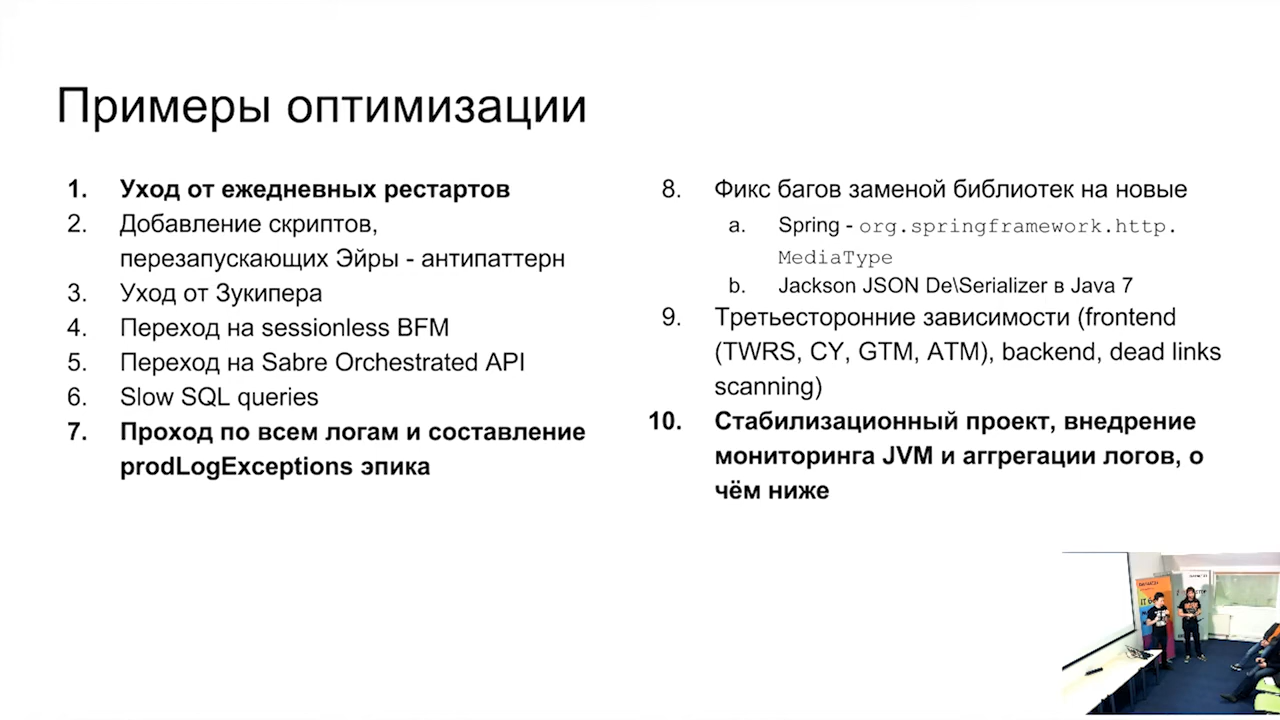 Примеры оптимизации
1. Уход от ежедневных рестартов
2. Добавление скриптов,
перезапускающих Эйры - антипаттерн
3. Уход от Зукипера
4. Переход на sessionless BFM
5. Переход на Sabre Orchestrated API
6. Slow SQL queries
7. Проход по всем логам и составление
prodLogExceptions эпика
8. Фикс багов заменой библиотек на новые
a. Spring - org.springframework.http.
MediaType
b. Jackson JSON De\Serializer в Java 7
9. Третьесторонние зависимости (frontend
(TWRS, CY, GTM, ATM), backend, dead links
scanning)
10. Стабилизационный проект, внедрение
мониторинга JVM и аггрегации логов, о
чём ниже